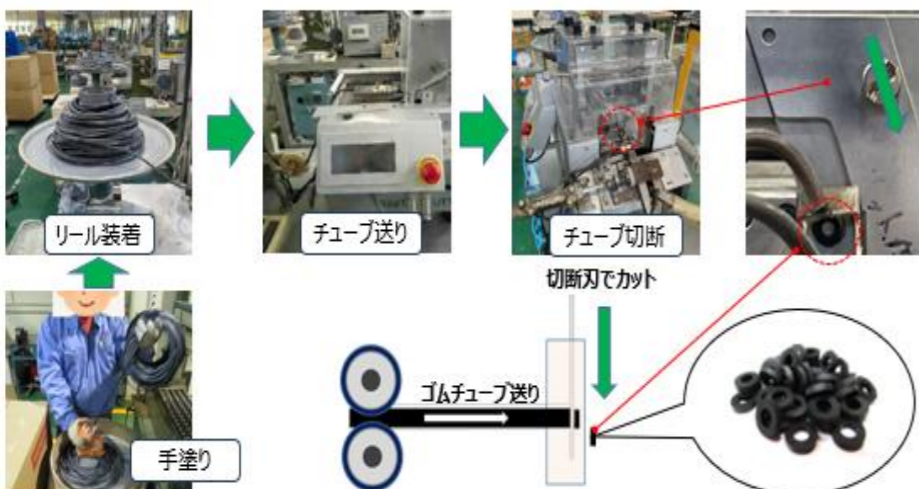 リール装着
チューブ送り
チューブ切断
手塗り
切断刃でカット
ゴムチューブ送り